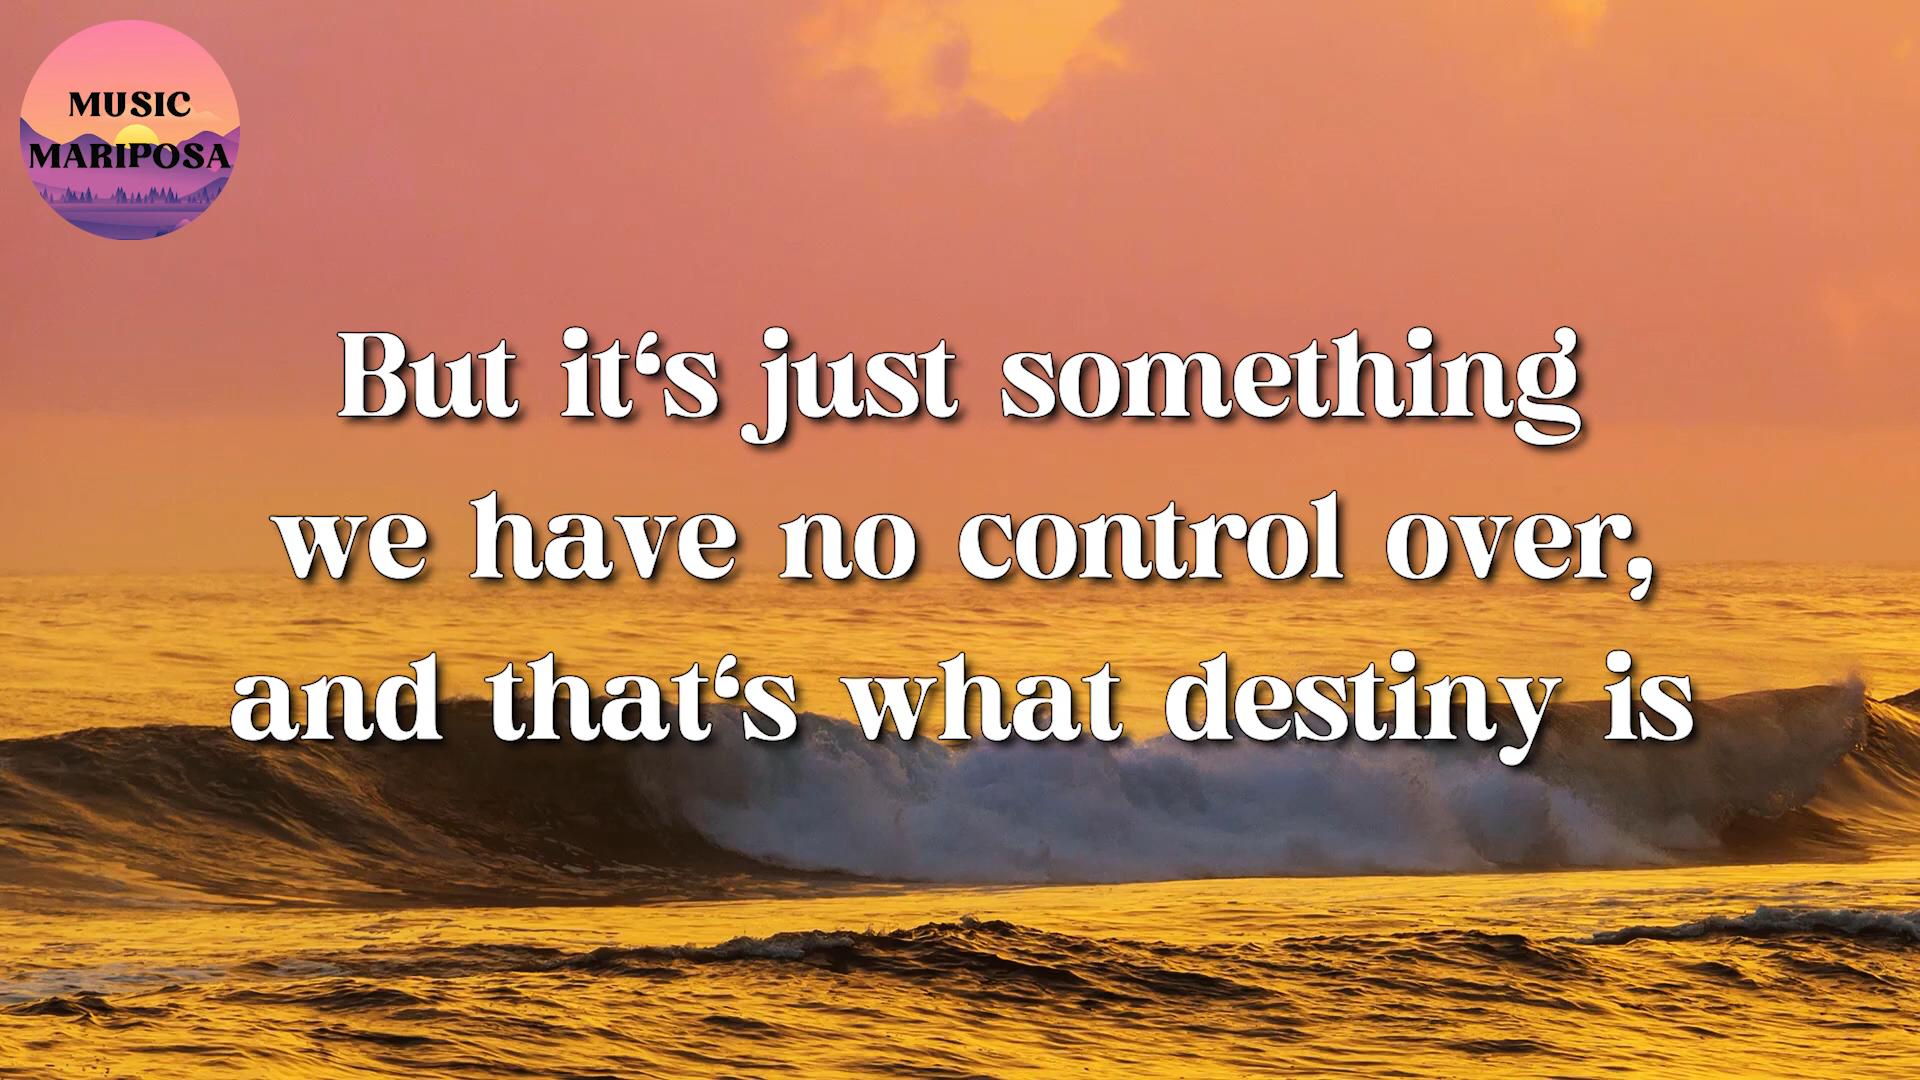 MUSIC
MARIPOSA
But it‘s just something
we have no control over,
and that‘s what destiny is